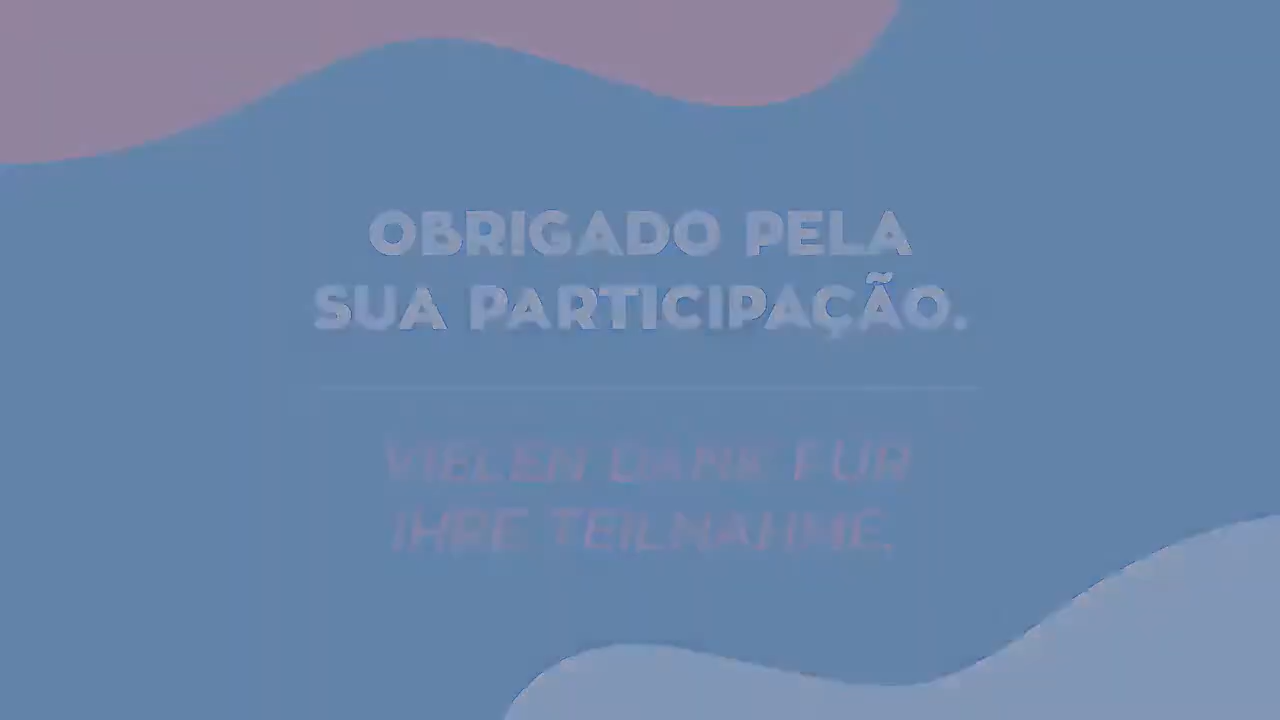 OBRIGADO PELA
SUA PARTICIPAÇÃO.
VIELEN DANK FÜR
IHRE TEILNAHME.